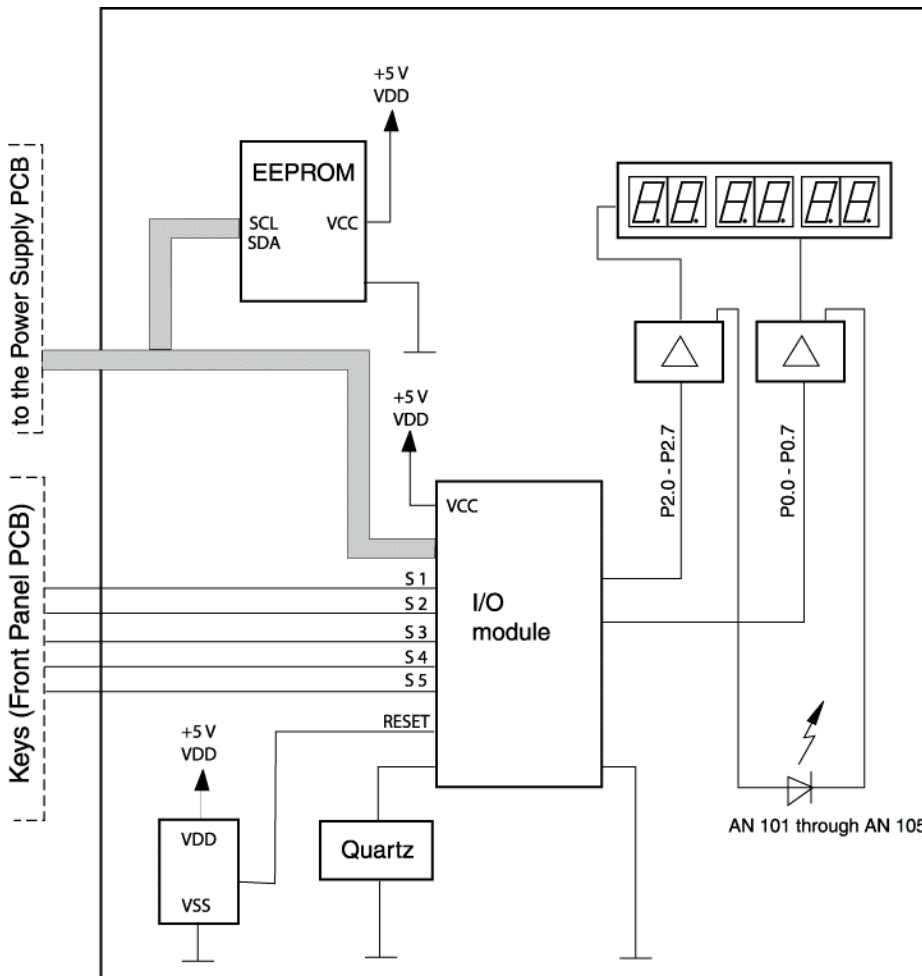 +5 V
VDD
EEPROM
SCL
SDA
VCC
to the Power Supply PCB
+5 V
VDD
P2.0 - P2.7
P0.0 - P0.7
VCC
I/O
module
S 1
S 2
S 3
S 4
S 5
RESET
Keys (Front Panel PCB)
+5 V
VDD
VDD
VSS
Quartz
AN 101 through AN 105